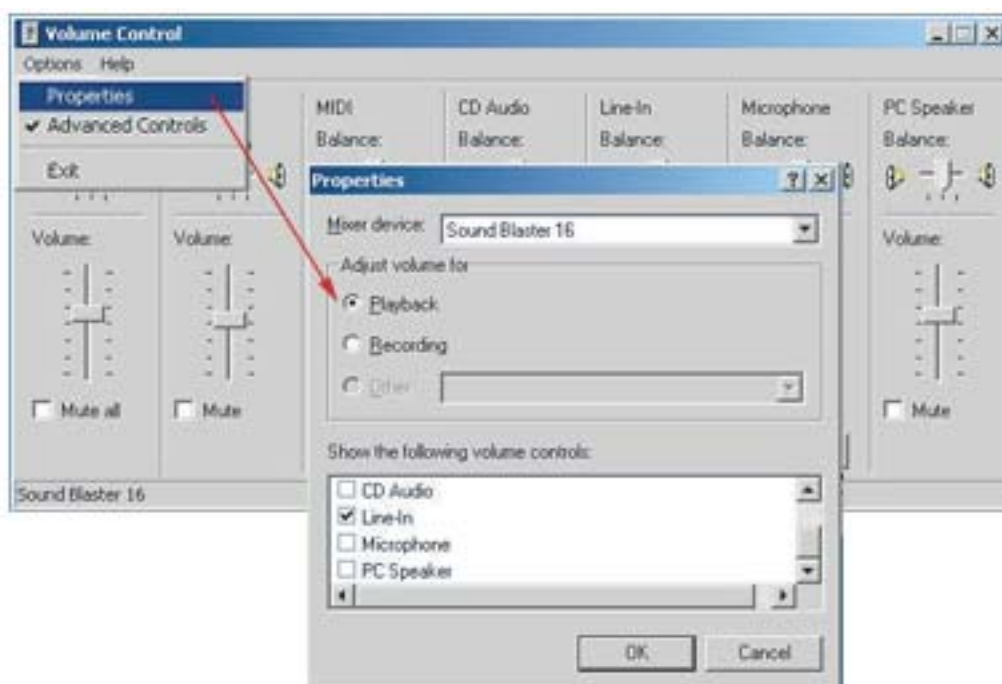 Volume Control
Options Help
Properties
Advanced Controls
Exit
MIDI
Balance:
CD Audio
Balance:
Line-In
Balance:
Microphone
Balance:
PC Speaker
Balance:
Volume:
Volume:
Volume:
Mute all
Mute
Mute
Sound Blaster 16
Properties
Mixer device:
Sound Blaster 16
Adjust volume for
Playback
Recording
Other
Show the following volume controls:
CD Audio
Line-In
Microphone
PC Speaker
OK
Cancel